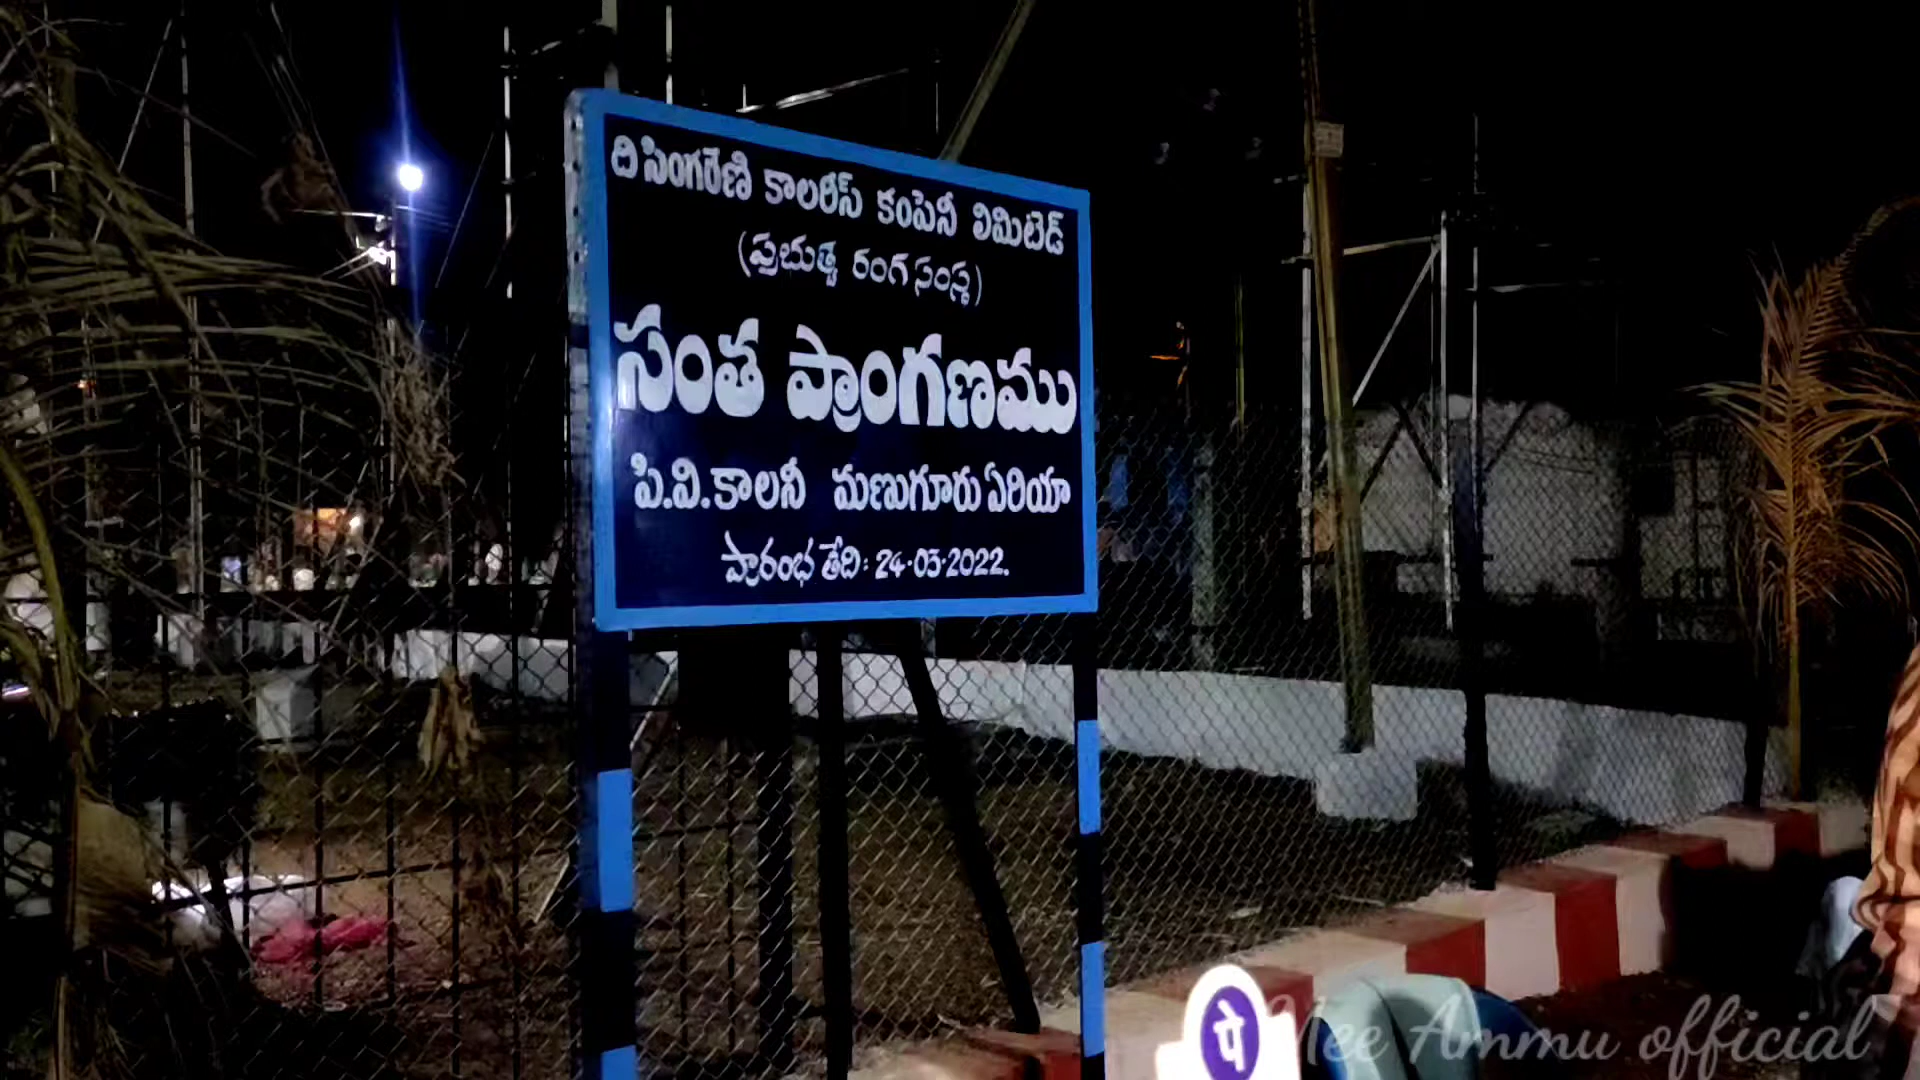 ది సింగరేణి కాలరీస్ కంపెనీ లిమిటెడ్
(ప్రభుత్వ రంగ సంస్థ)
సంత ప్రాంగణము
పి.వి.కాలనీ మణుగూరు ఏరియా
ప్రారంభ తేది: 24-03-2022.
पे
Mee Ammu official